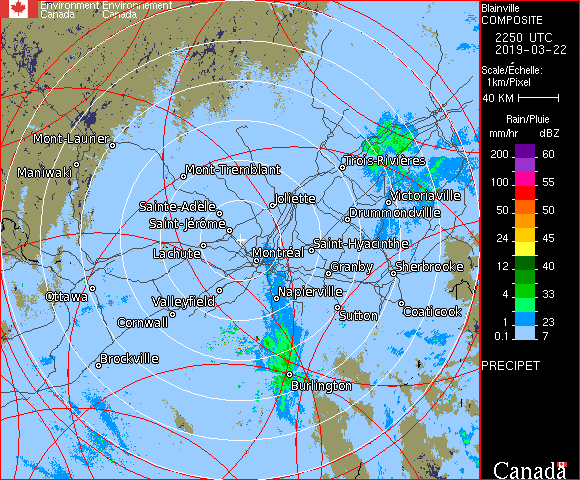 Environment Environnement
Canada Canada
Mont-Laurier
Maniwaki
Mont-Tremblant
Trois-Rivières
Sainte-Adèle
Joliette
Victoriaville
Saint-Jérôme
Drummondville
Lachute
Montréal
Saint-Hyacinthe
Granby
Sherbrooke
Ottawa
Valleyfield
Napierville
Cornwall
Sutton
Coaticook
Brockville
Burlington
Blainville
COMPOSITE
2250 UTC
2019-03-22
Scale/Échelle:
1km/Pixel
40 KM
Rain/Pluie
mm/hr dBZ
200 60
100 55
50 50
24 45
12 40
4 33
1 23
0.1 7
PRECIPET
Canada